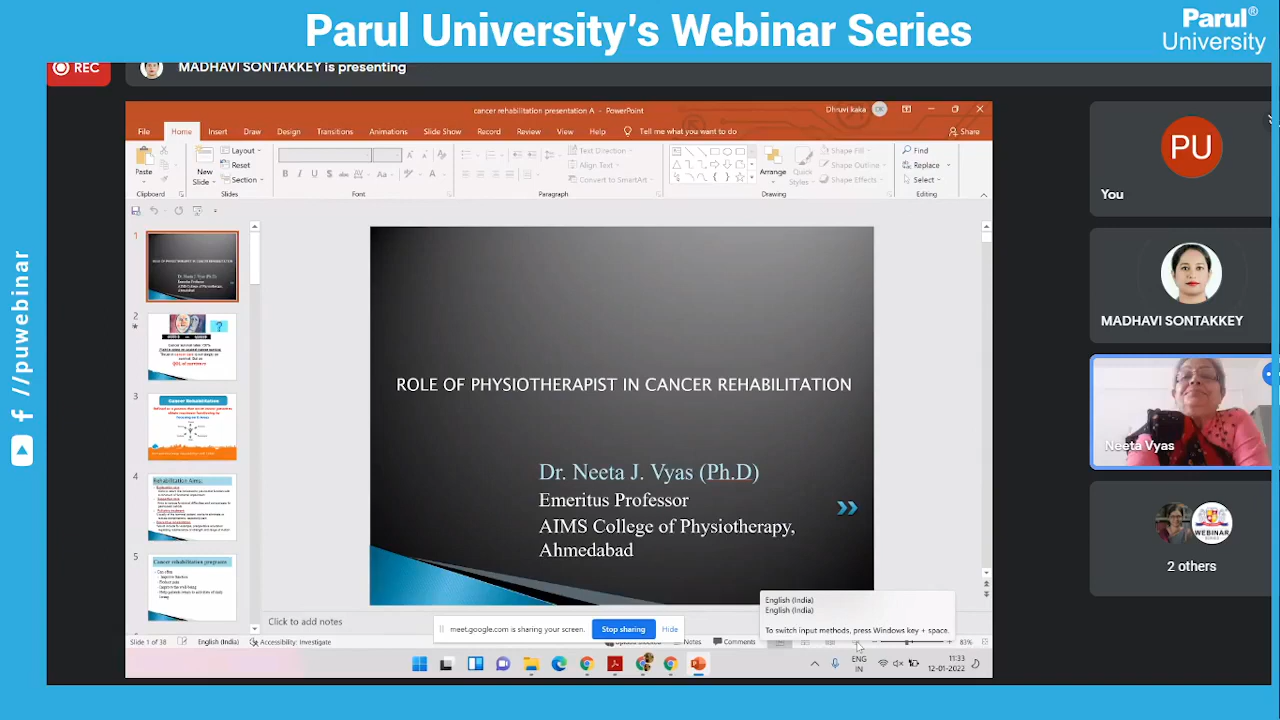 Parul University's Webinar Series
Parul®
University
//puwebinar
REC
MADHAVI SONTAKKEY is presenting
cancer rehabilitation presentation A - PowerPoint
Dhruvi kaka
DK
File Home Insert Draw Design Transitions Animations Slide Show Record Review View Help Tell me what you want to do
Share
Paste
New
Slide
Layout
Reset
Section
Text Direction
Align Text
Convert to SmartArt
Arrange
Quick
Styles
Shape Fill
Shape Outline
Shape Effects
Find
Replace
Select
Clipboard
Slides
Font
Paragraph
Drawing
Editing
1
2
3
Cancer Rehabilitation
4
Rehabilitation Aims
5
Cancer rehabilitation programs
ROLE OF PHYSIOTHERAPIST IN CANCER REHABILITATION
Dr. Neeta J. Vyas (Ph.D)
Emeritus Professor
AIMS College of Physiotherapy,
Ahmedabad
Click to add notes
meet.google.com is sharing your screen.
Stop sharing
Hide
English (India)
English (India)
To switch input methods, press Windows key + space.
Slide 1 of 38
English (India)
Accessibility: Investigate
Notes
Comments
83%
ENG
IN
11:33
12-01-2022
PU
You
MADHAVI SONTAKKEY
Neeta Vyas
WEBINAR
2 others